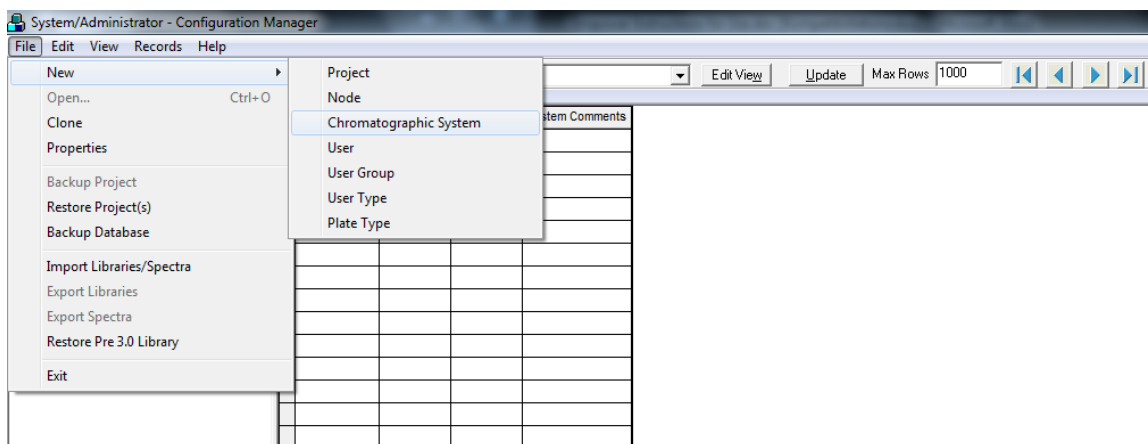 System/Administrator - Configuration Manager
File Edit View Records Help
Edit View Update Max Rows 1000
New
Open... Ctrl+O
Clone
Properties
Backup Project
Restore Project(s)
Backup Database
Import Libraries/Spectra
Export Libraries
Export Spectra
Restore Pre 3.0 Library
Exit
Project
Node
Chromatographic System
User
User Group
User Type
Plate Type
stem Comments